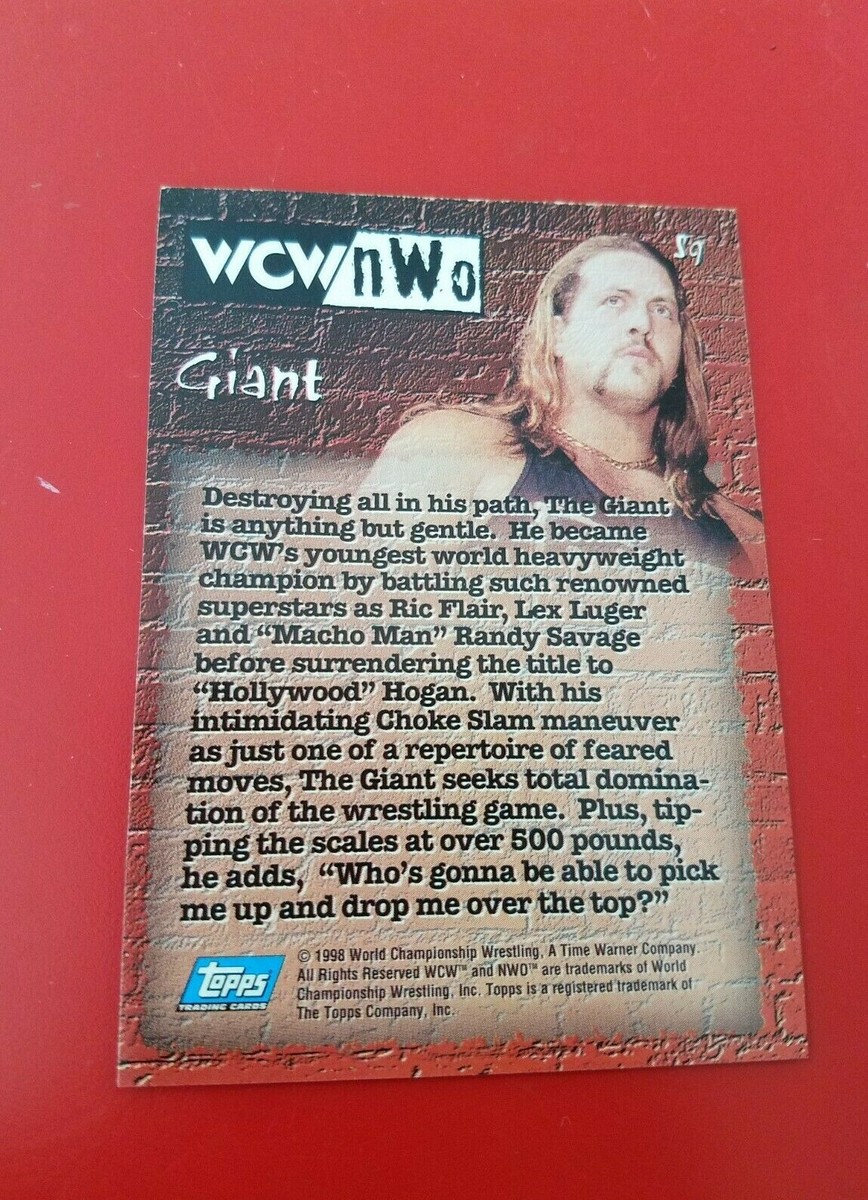 WCW/nWo
S9
Giant
Destroying all in his path, The Giant
is anything but gentle. He became
WCW's youngest world heavyweight
champion by battling such renowned
superstars as Ric Flair, Lex Luger
and “Macho Man” Randy Savage
before surrendering the title to
“Hollywood” Hogan. With his
intimidating Choke Slam maneuver
as just one of a repertoire of feared
moves, The Giant seeks total domina-
tion of the wrestling game. Plus, tip-
ping the scales at over 500 pounds,
he adds, “Who's gonna be able to pick
me up and drop me over the top?”
© 1998 World Championship Wrestling, A Time Warner Company.
All Rights Reserved WCW™ and NWO™ are trademarks of World
Championship Wrestling, Inc. Topps is a registered trademark of
The Topps Company, Inc.
Topps
TRADING CARDS